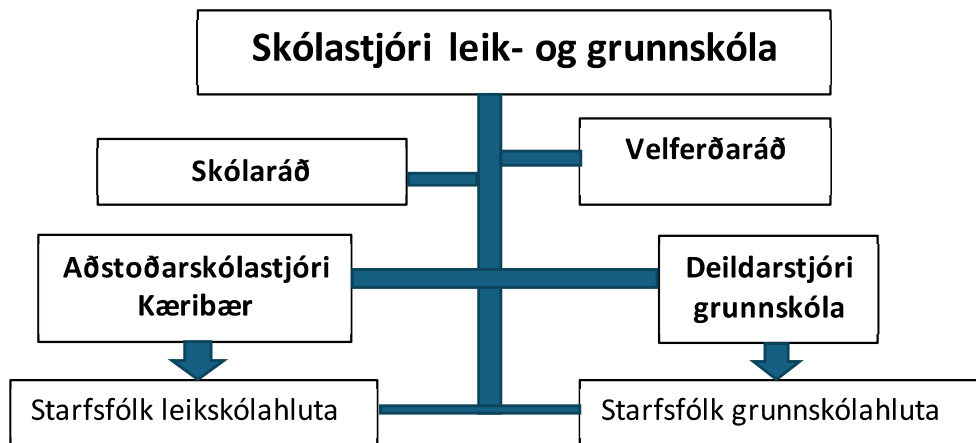 Skólastjóri leik- og grunnskóla
Skólaráð
Velferðaráð
Aðstoðarskólastjóri
Kæribær
Deildarstjóri
grunnskóla
Starfsfólk leikskólahluta
Starfsfólk grunnskólahluta